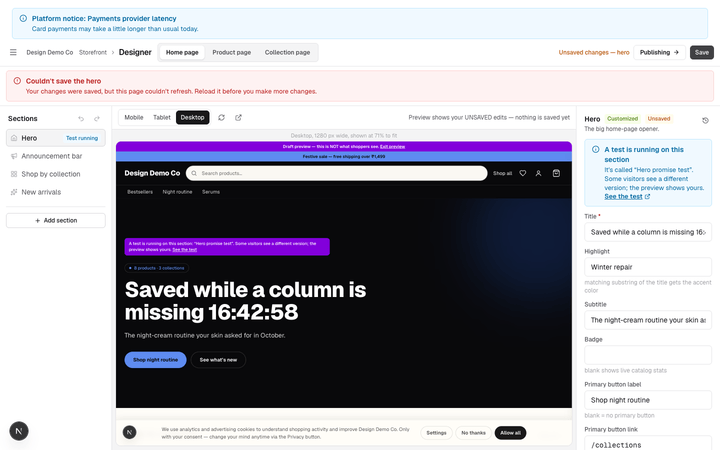 Platform notice: Payments provider latency
Card payments may take a little longer than usual today.
Design Demo Co Storefront > Designer
Home page Product page Collection page
Unsaved changes — hero
Publishing →
Save
Couldn't save the hero
Your changes were saved, but this page couldn't refresh. Reload it before you make more changes.
Sections
Hero Test running
Announcement bar
Shop by collection
New arrivals
+ Add section
Mobile Tablet Desktop
Preview shows your UNSAVED edits — nothing is saved yet
Desktop, 1280 px wide, shown at 71% to fit
Draft preview — this is NOT what shoppers see. Exit preview
Festive sale — free shipping over ₹1,499
Design Demo Co
Search products…
Shop all
Bestsellers Night routine Serums
A test is running on this section: "Hero promise test". Some visitors see a different version; the
preview shows yours. See the test
8 products · 3 collections
Saved while a column is
missing 16:42:58
The night-cream routine your skin asked for in October.
Shop night routine
See what's new
We use analytics and advertising cookies to understand shopping activity and improve Design Demo Co. Only
with your consent — change your mind anytime via the Privacy button.
Settings No thanks Allow all
N
N
Hero Customized Unsaved
The big home-page opener.
A test is running on this
section
It's called "Hero promise test".
Some visitors see a different
version; the preview shows yours.
See the test
Title *
Saved while a column is missing 16:
Highlight
Winter repair
matching substring of the title gets the accent
color
Subtitle
The night-cream routine your skin as
Badge
blank shows live catalog stats
Primary button label
Shop night routine
blank = no primary button
Primary button link
/collections